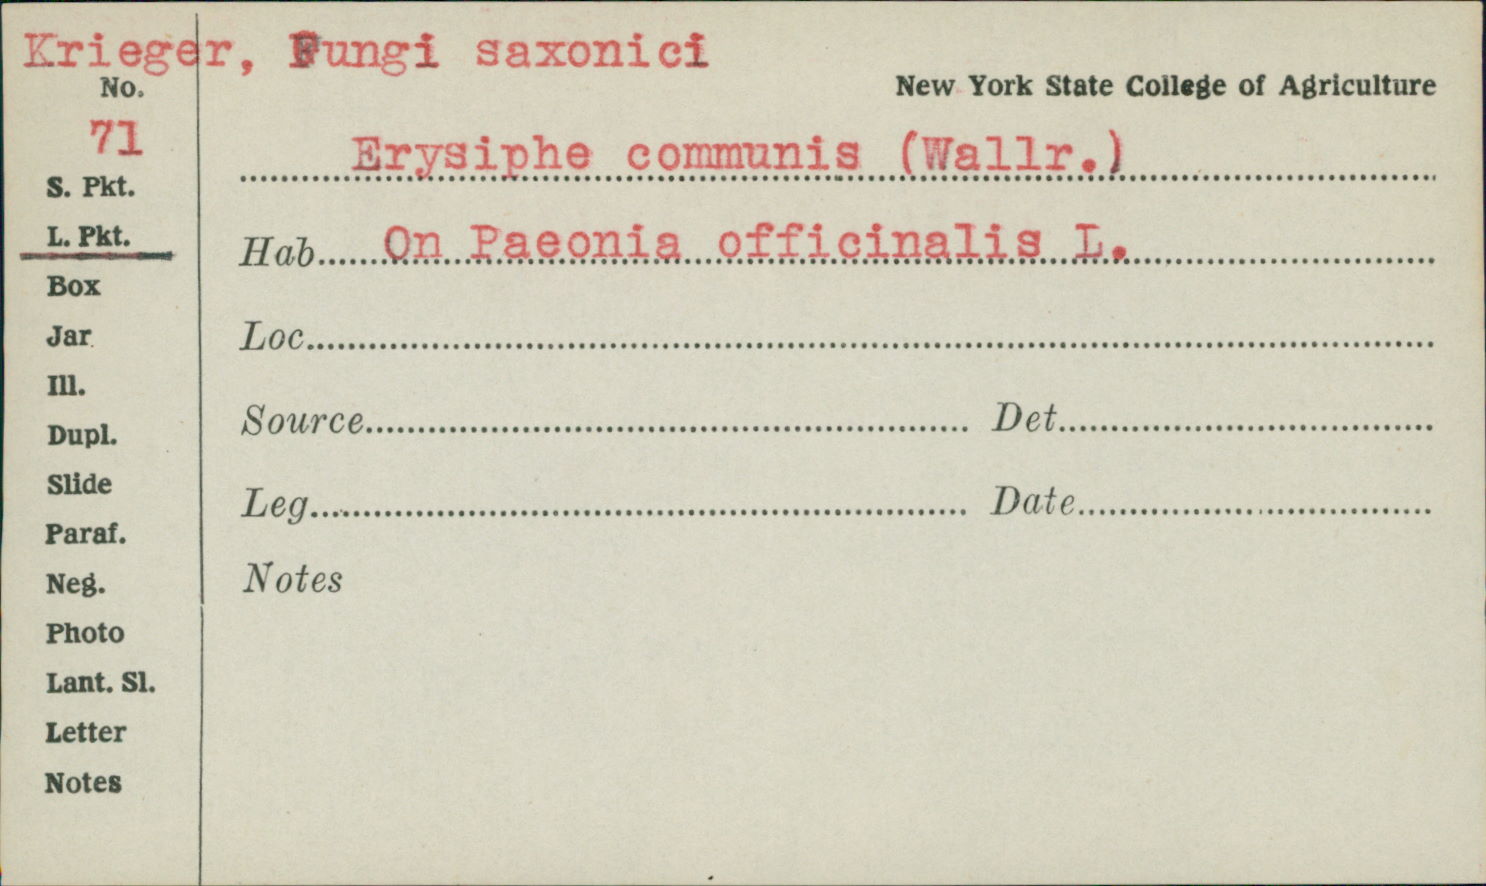 Krieger, Fungi saxonici
No.
New York State College of Agriculture
71
Erysiphe communis (Wallr.)
S. Pkt.
L. Pkt.
Hab. On Paeonia officinalis L.
Box
Jar
Loc.
Ill.
Source Det.
Dupl.
Slide
Leg. Date
Paraf.
Neg.
Notes
Photo
Lant. Sl.
Letter
Notes